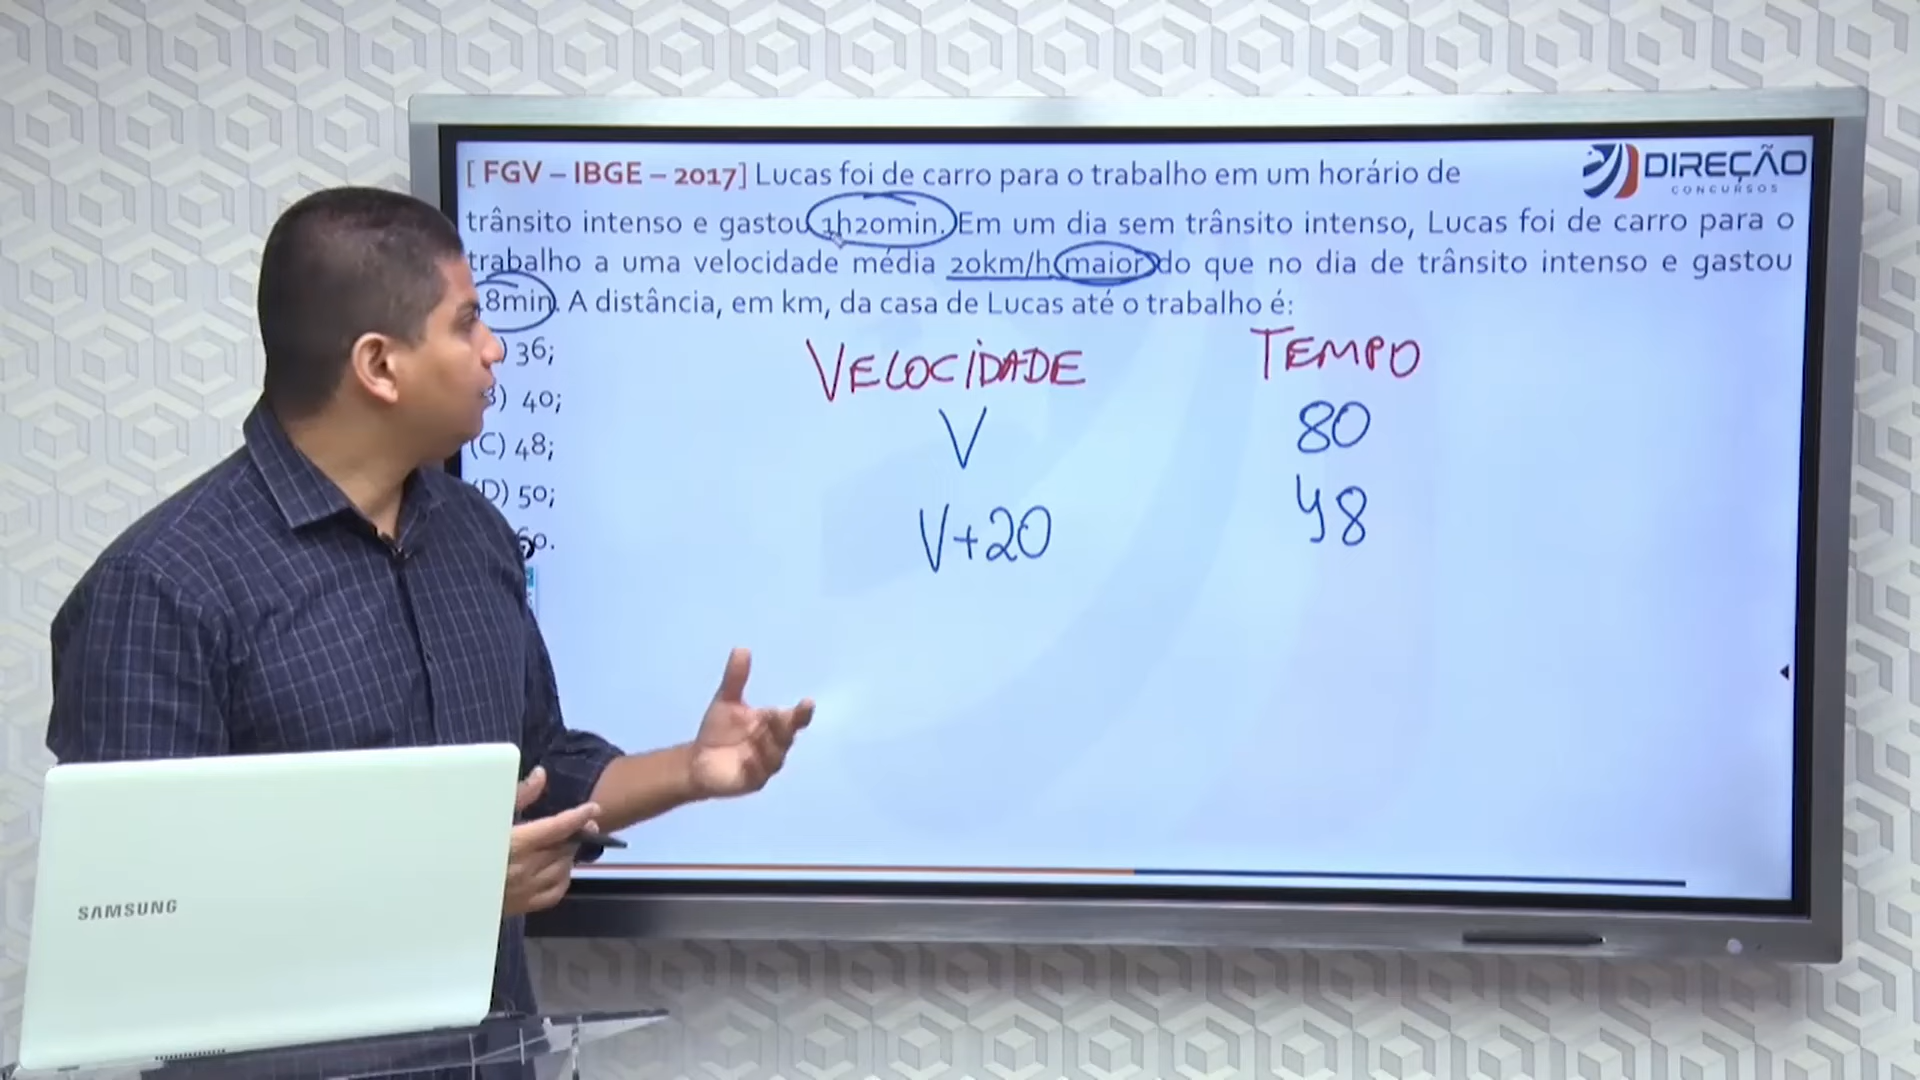 [ FGV – IBGE – 2017] Lucas foi de carro para o trabalho em um horário de
DIREÇÃO
CONCURSOS
trânsito intenso e gastou 1h20min. Em um dia sem trânsito intenso, Lucas foi de carro para o
trabalho a uma velocidade média 20km/h maior do que no dia de trânsito intenso e gastou
8min. A distância, em km, da casa de Lucas até o trabalho é:
) 36;
B) 40;
(C) 48;
(D) 50;
60.
VELOCIDADE TEMPO
V 80
V+20 48
SAMSUNG